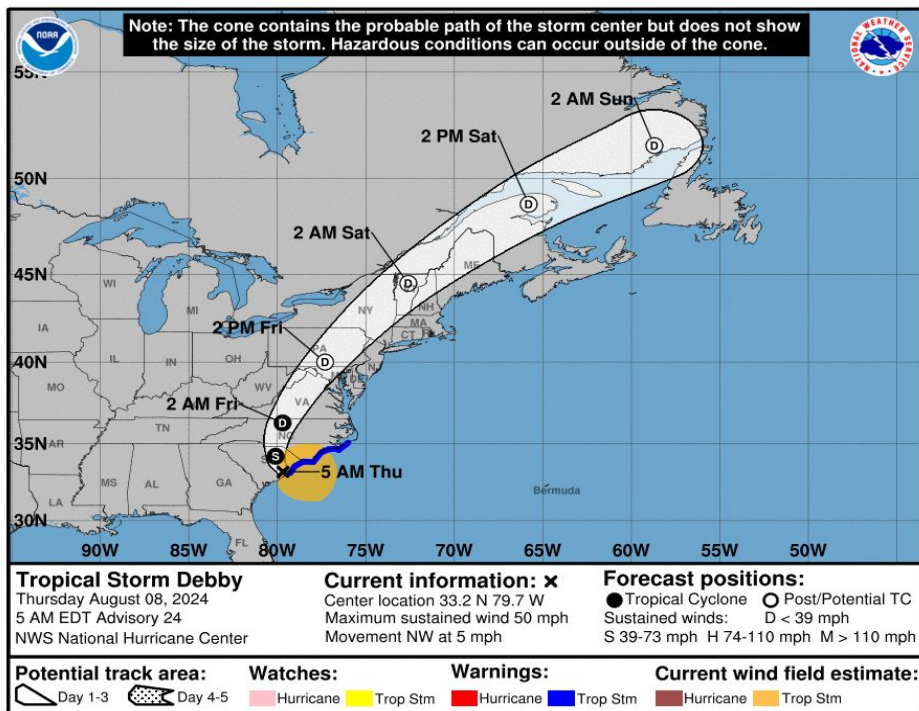 Note: The cone contains the probable path of the storm center but does not show
the size of the storm. Hazardous conditions can occur outside of the cone.
NOAA
NATIONAL WEATHER SERVICE
55N
2 AM Sun
2 PM Sat
50N
2 AM Sat
45N
ME
WI
MI
NY
NH
MA
CT
IA
2 PM Fri
PA
40N
IL
IN
OH
MO
WV
VA
DE
2 AM Fri
NC
TN
35N
AR
5 AM Thu
MS
AL
GA
LA
Bermuda
30N
FL
90W
85W
80W
75W
70W
65W
60W
55W
50W
D
D
D
D
D
S
Tropical Storm Debby
Thursday August 08, 2024
5 AM EDT Advisory 24
NWS National Hurricane Center
Current information: ×
Center location 33.2 N 79.7 W
Maximum sustained wind 50 mph
Movement NW at 5 mph
Forecast positions:
Tropical Cyclone
Post/Potential TC
Sustained winds: D < 39 mph
S 39-73 mph H 74-110 mph M > 110 mph
Potential track area:
Day 1-3
Day 4-5
Watches:
Hurricane
Trop Stm
Warnings:
Hurricane
Trop Stm
Current wind field estimate:
Hurricane
Trop Stm